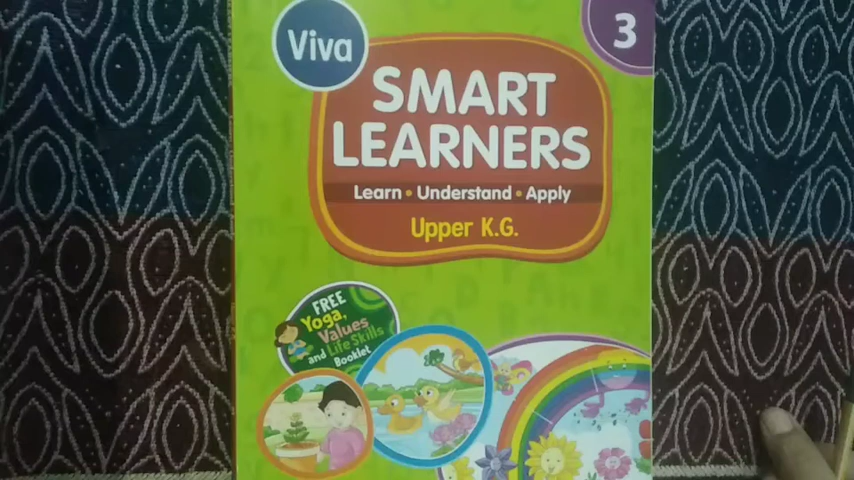 Viva
3
SMART
LEARNERS
Learn • Understand • Apply
Upper K.G.
FREE
Yoga,
Values
and Life Skills
Booklet